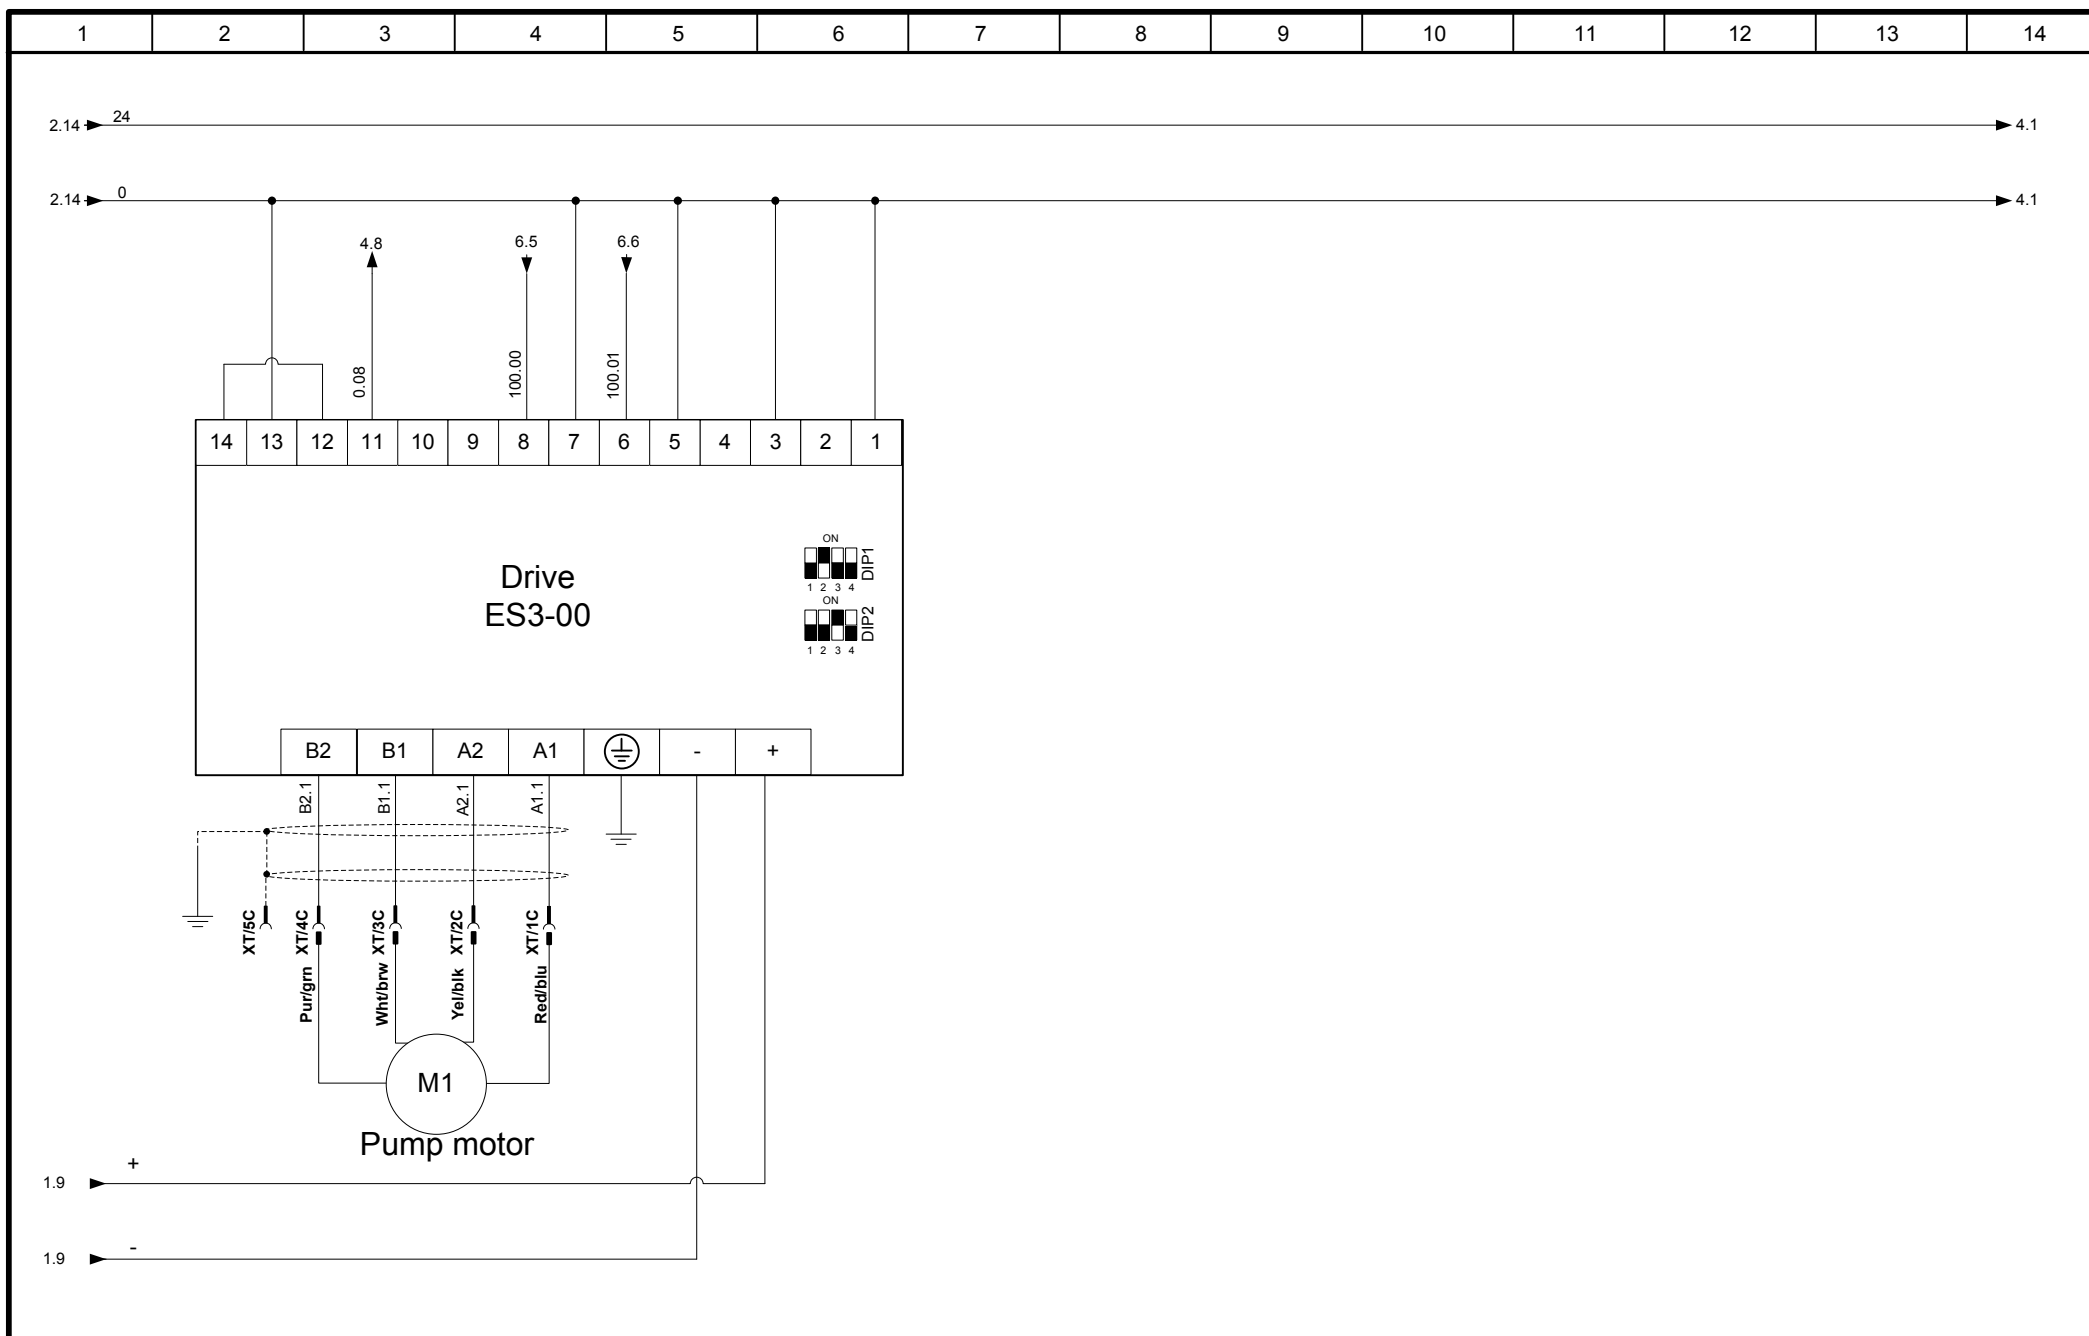 1 2 3 4 5 6 7 8 9 10 11 12 13 14
2.14 24 4.1
2.14 0 4.1
4.8 6.5 6.6
0.08 100.00 100.01
14 13 12 11 10 9 8 7 6 5 4 3 2 1
ON
DIP1
1 2 3 4
Drive
ES3-00
ON
DIP2
1 2 3 4
B2 B1 A2 A1 - +
B2.1 B1.1 A2.1 A1.1
XT/5C XT/4C XT/3C XT/2C XT/1C
Pur/grn Wht/brw Yel/blk Red/blu
M1
Pump motor
1.9 +
1.9 -